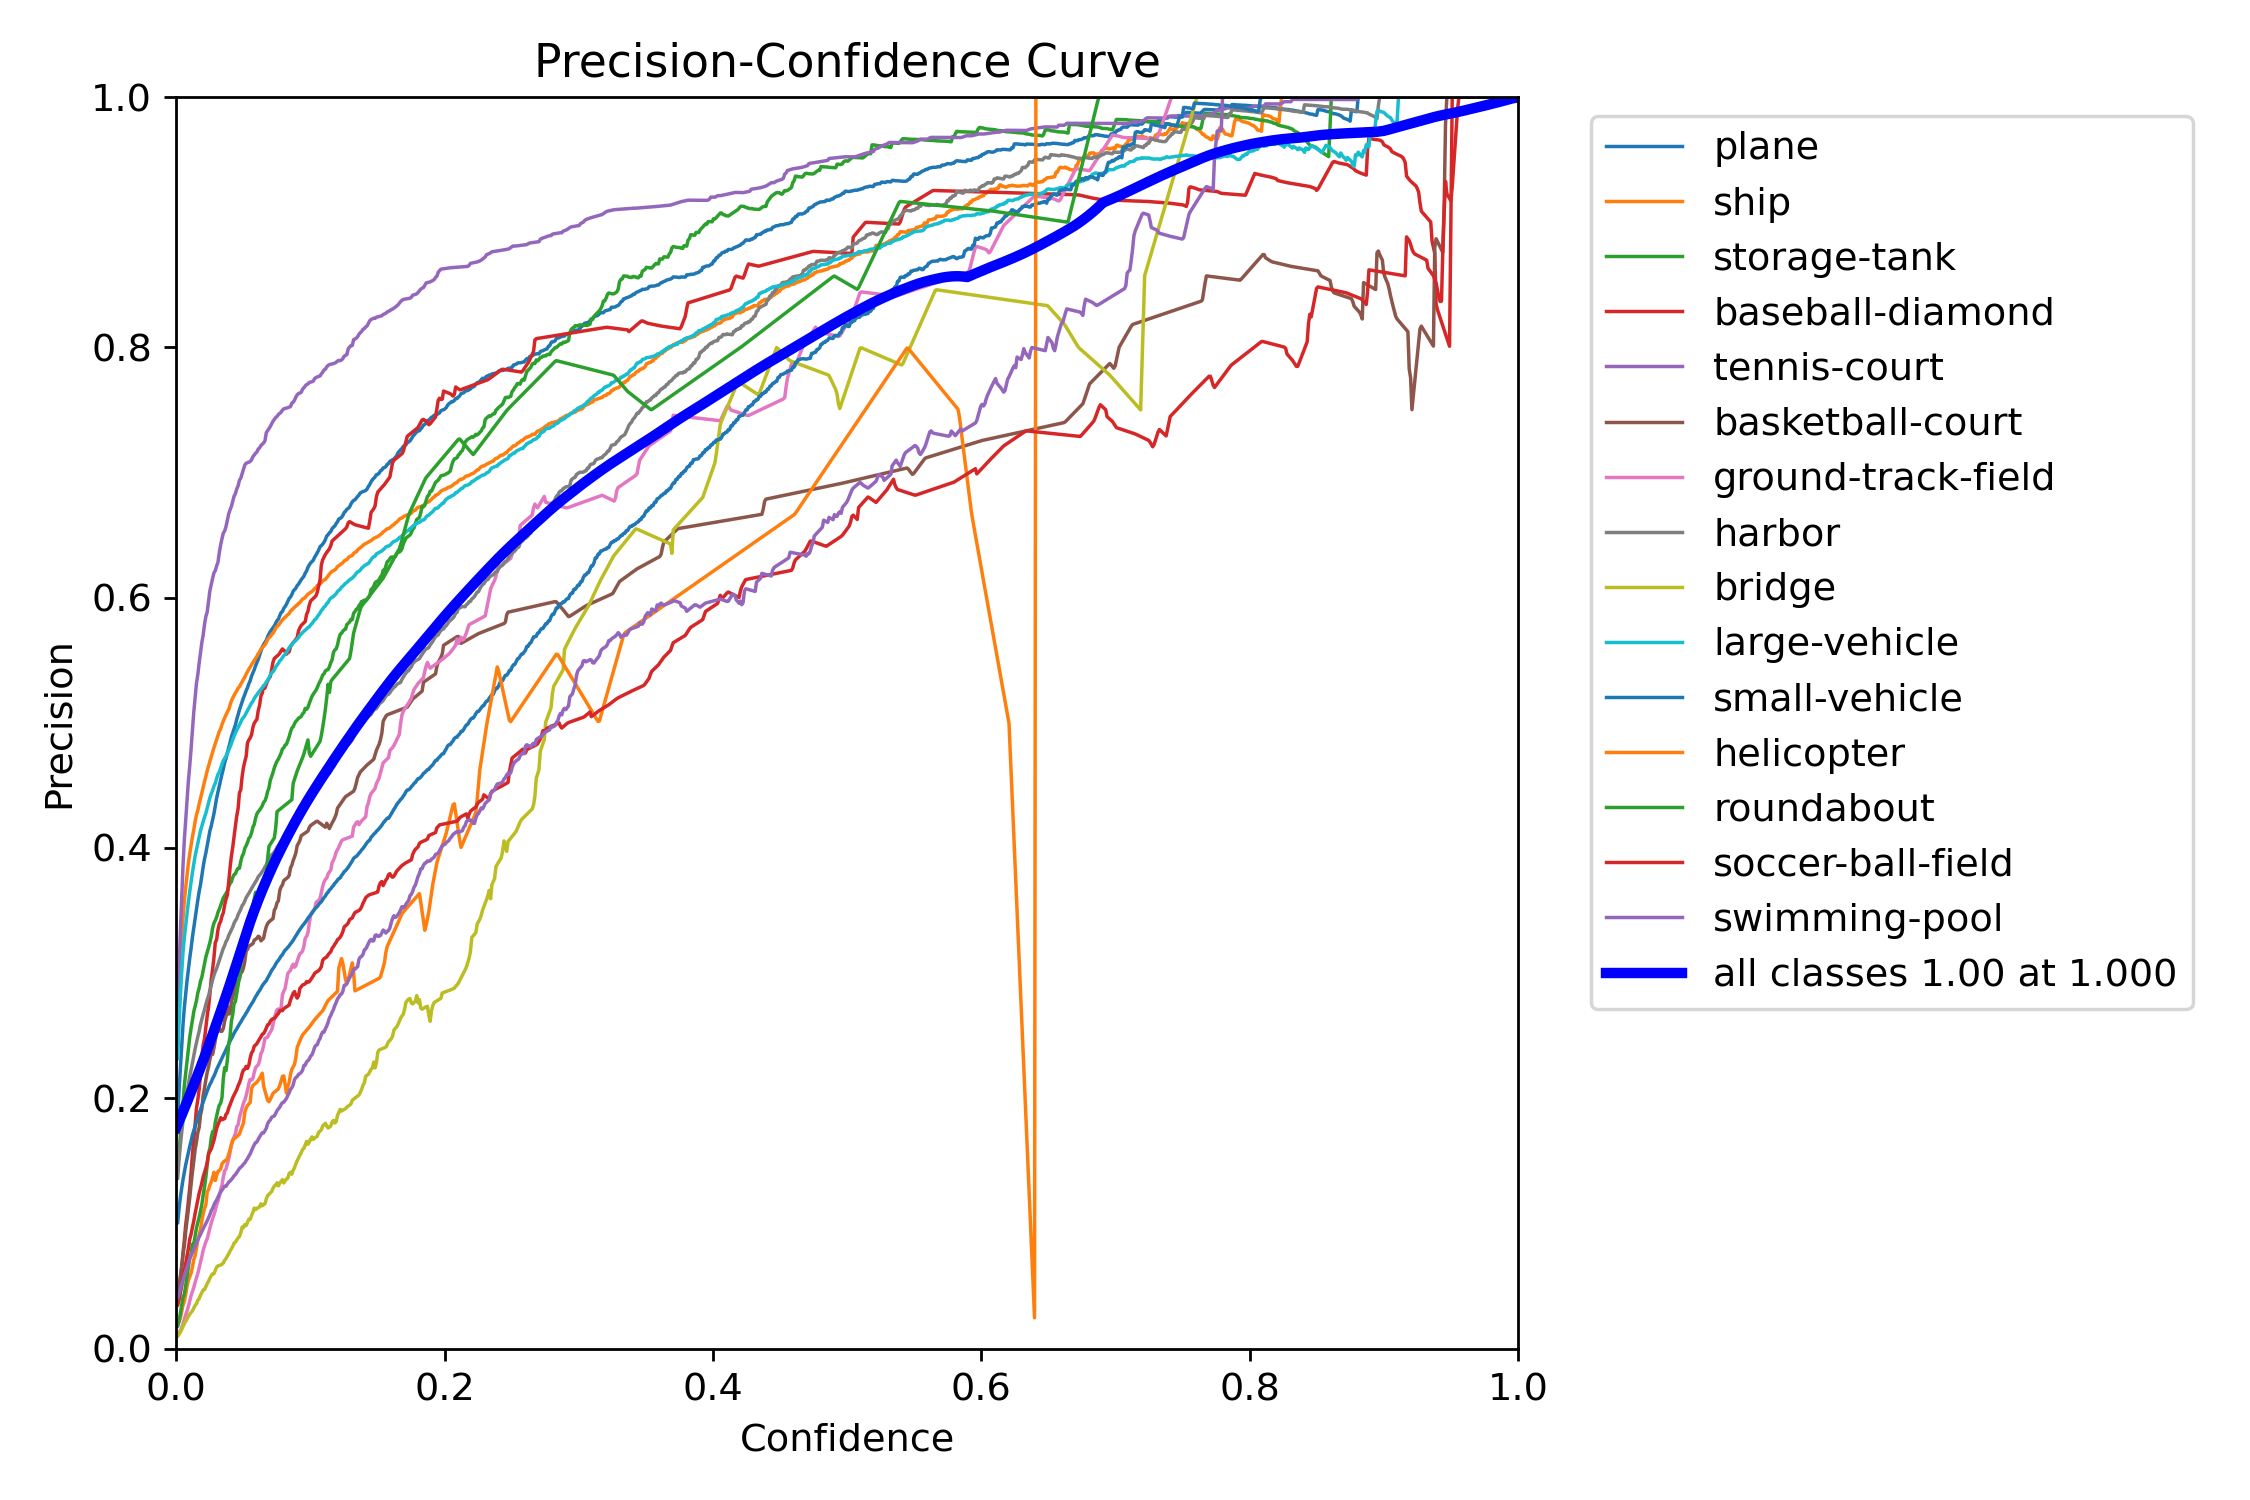 Precision-Confidence Curve
1.0
0.8
0.6
0.4
0.2
0.0
Precision
0.0 0.2 0.4 0.6 0.8 1.0
Confidence
plane
ship
storage-tank
baseball-diamond
tennis-court
basketball-court
ground-track-field
harbor
bridge
large-vehicle
small-vehicle
helicopter
roundabout
soccer-ball-field
swimming-pool
all classes 1.00 at 1.000